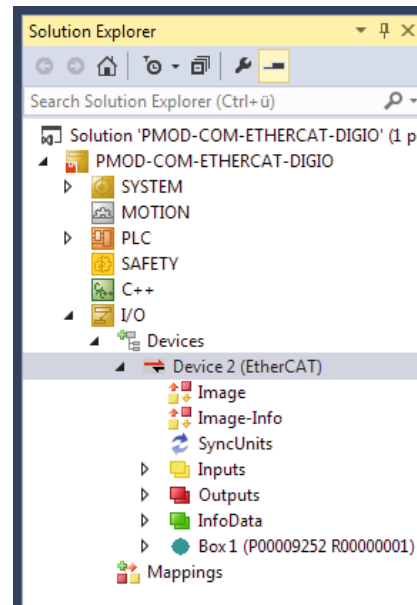 Solution Explorer
Search Solution Explorer (Ctrl+ü)
Solution 'PMOD-COM-ETHERCAT-DIGIO' (1 p
PMOD-COM-ETHERCAT-DIGIO
SYSTEM
MOTION
PLC
SAFETY
C++
I/O
Devices
Device 2 (EtherCAT)
Image
Image-Info
SyncUnits
Inputs
Outputs
InfoData
Box 1 (P00009252 R00000001)
Mappings